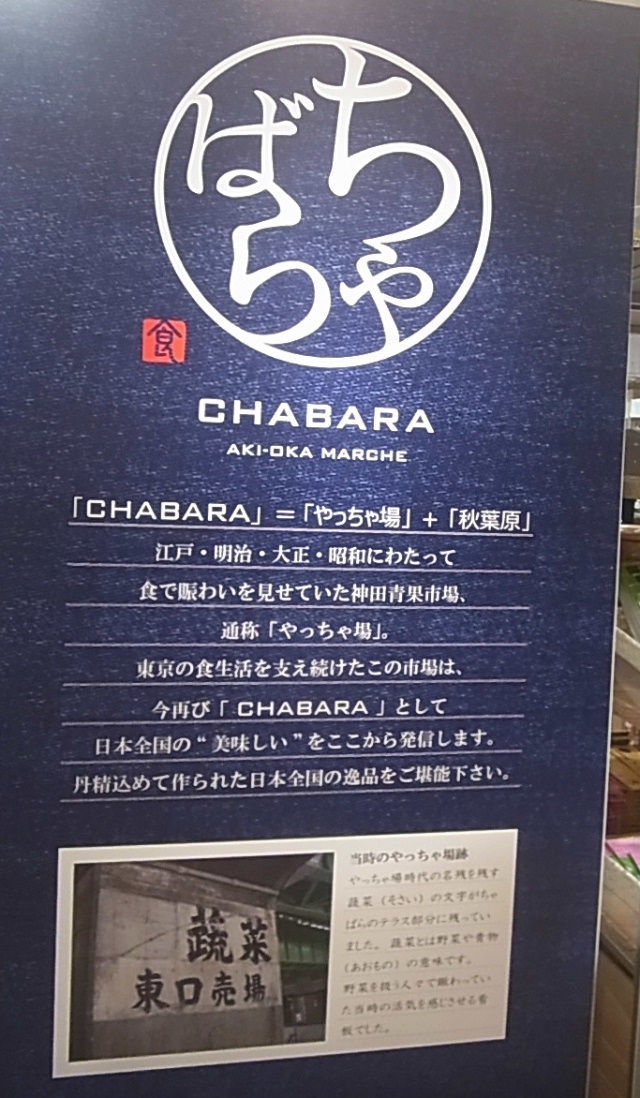 ちゃ
ばら
食
CHABARA
AKI-OKA MARCHE
「CHABARA」=「やっちゃ場」+「秋葉原」
江戸・明治・大正・昭和にわたって
食で賑わいを見せていた神田青果市場、
通称「やっちゃ場」。
東京の食生活を支え続けたこの市場は、
今再び「 CHABARA 」として
日本全国の“美味しい”をここから発信します。
丹精込めて作られた日本全国の逸品をご堪能下さい。
蔬菜
東口売場
当時のやっちゃ場跡
やっちゃ場時代の名残を残す
蔬菜（そさい）の文字がちゃ
ばらのテラス部分に残ってい
ました。蔬菜とは野菜や青物
（あおもの）の意味です。
野菜を扱う人々で賑わってい
た当時の活気を感じさせる看
板でした。